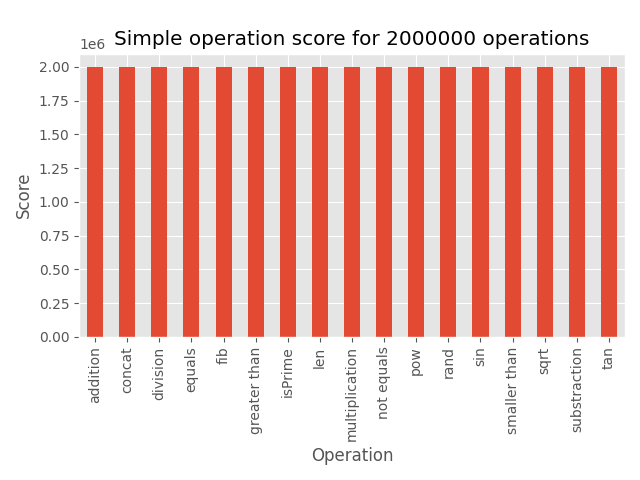 Simple operation score for 2000000 operations
1e6
2.00
1.75
1.50
1.25
1.00
0.75
0.50
0.25
0.00
Score
addition
concat
division
equals
fib
greater than
isPrime
len
multiplication
not equals
pow
rand
sin
smaller than
sqrt
substraction
tan
Operation